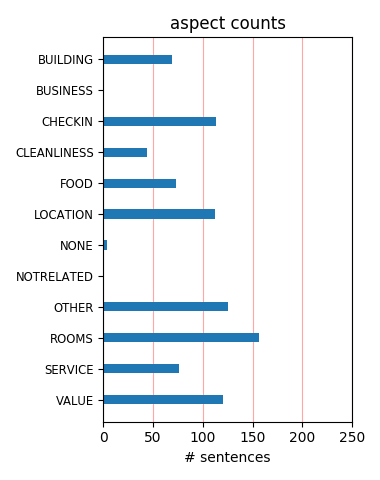 aspect counts
BUILDING
BUSINESS
CHECKIN
CLEANLINESS
FOOD
LOCATION
NONE
NOTRELATED
OTHER
ROOMS
SERVICE
VALUE
0 50 100 150 200 250
# sentences